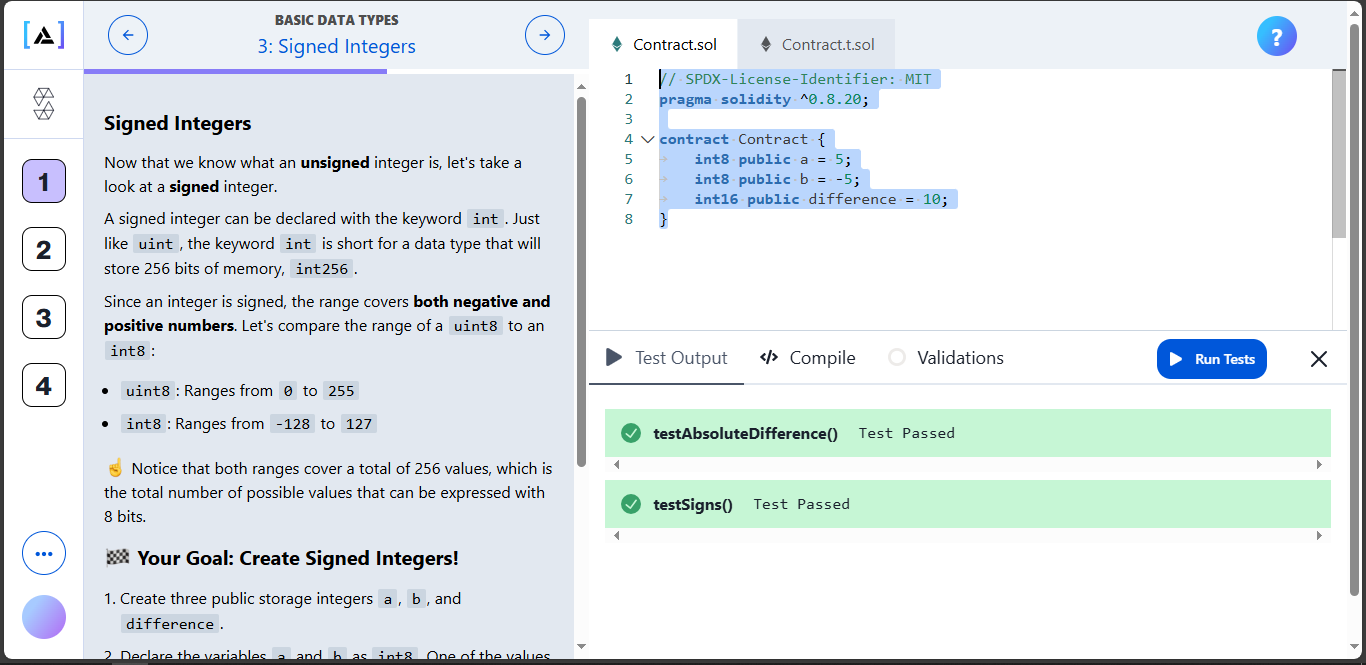 BASIC DATA TYPES
3: Signed Integers
1
2
3
4
Signed Integers
Now that we know what an unsigned integer is, let's take a
look at a signed integer.
A signed integer can be declared with the keyword int . Just
like uint , the keyword int is short for a data type that will
store 256 bits of memory, int256 .
Since an integer is signed, the range covers both negative and
positive numbers. Let's compare the range of a uint8 to an
int8 :
• uint8 : Ranges from 0 to 255
• int8 : Ranges from -128 to 127
☝ Notice that both ranges cover a total of 256 values, which is
the total number of possible values that can be expressed with
8 bits.
🏁 Your Goal: Create Signed Integers!
1. Create three public storage integers a , b , and
difference .
2. Declare the variables a and b as int8 . One of the values
Contract.sol
Contract.t.sol
?
1 // SPDX-License-Identifier: MIT
2 pragma solidity ^0.8.20;
3
4 contract Contract {
5 int8 public a = 5;
6 int8 public b = -5;
7 int16 public difference = 10;
8 }
Test Output
Compile
Validations
Run Tests
testAbsoluteDifference() Test Passed
testSigns() Test Passed